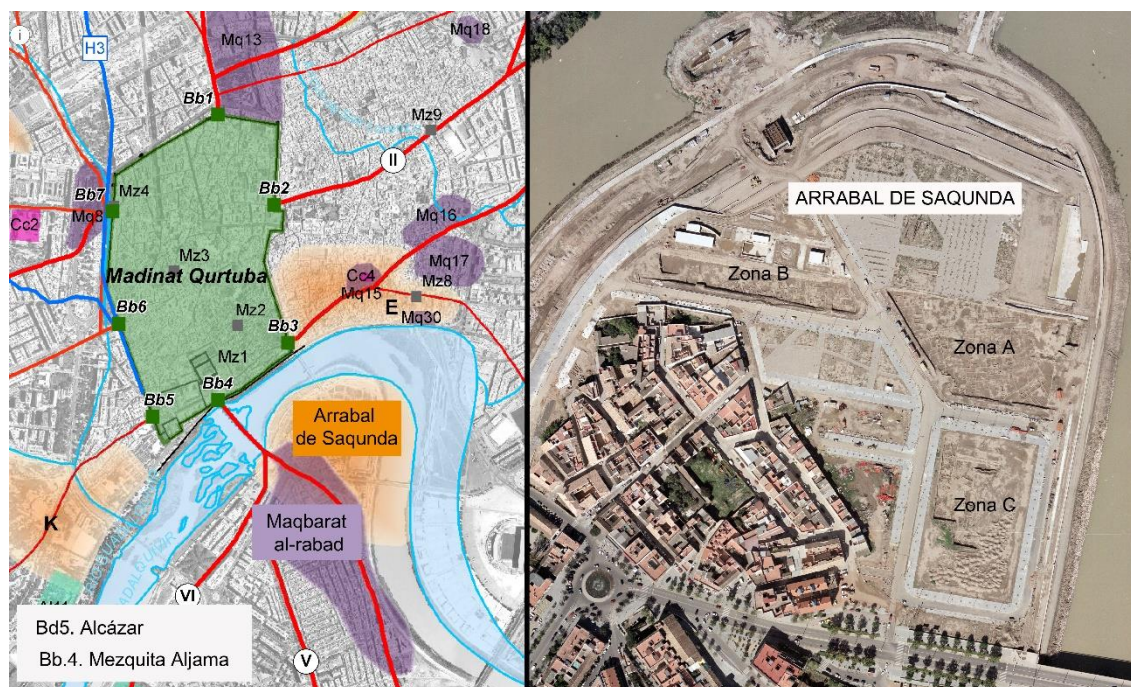 i
H3
Mq13
Mq18
Bb1
Mz9
II
Bb2
Bb7
Mz4
Mq8
Cc2
Mq16
Mz3
Madinat Qurtuba
Mq17
Cc4
Mz8
Mq15
E
Mq30
Bb6
Mz2
Bb3
Mz1
Bb4
Bb5
Arrabal
de Saqunda
K
Maqbarat
al-rabad
VI
V
Bd5. Alcázar
Bb.4. Mezquita Aljama
ARRABAL DE SAQUNDA
Zona B
Zona A
Zona C